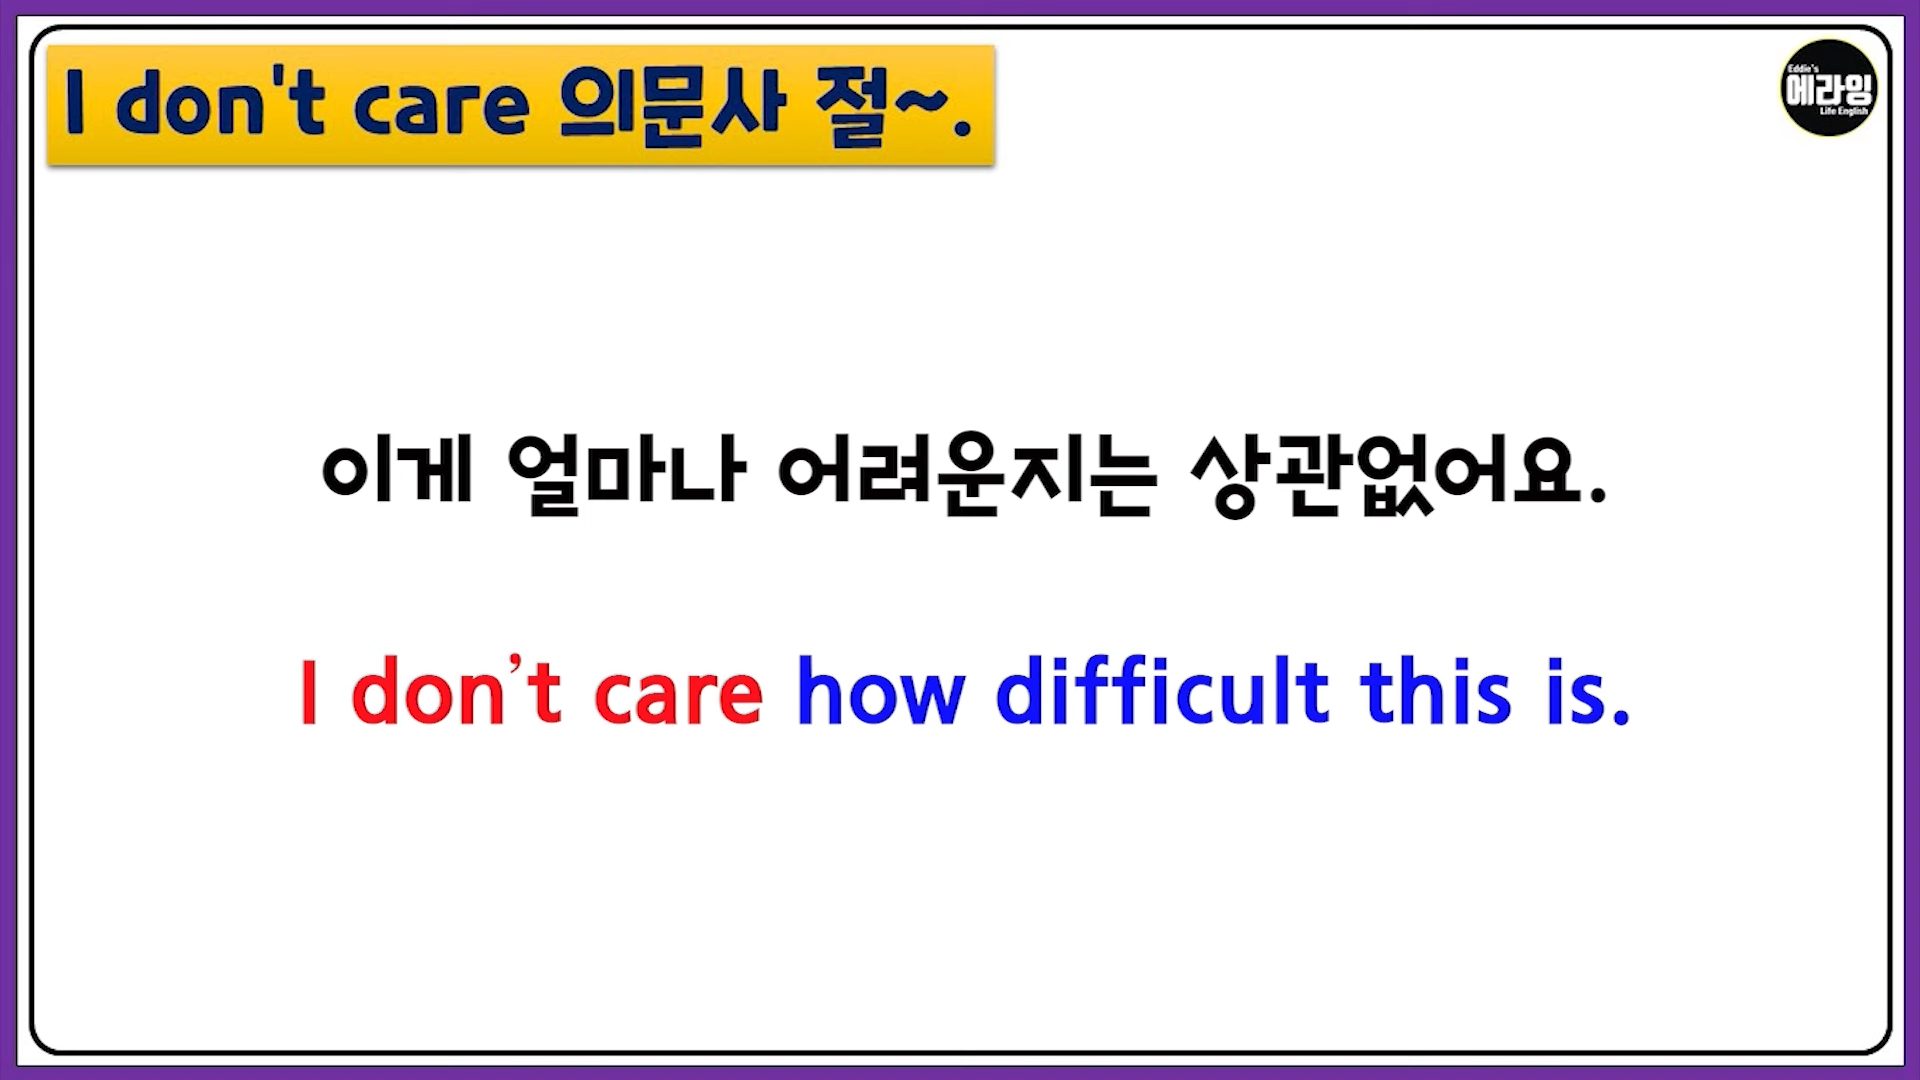 I don't care 의문사 절~.
Eddie's
에라잉
Life English
이게 얼마나 어려운지는 상관없어요.
I don’t care how difficult this is.